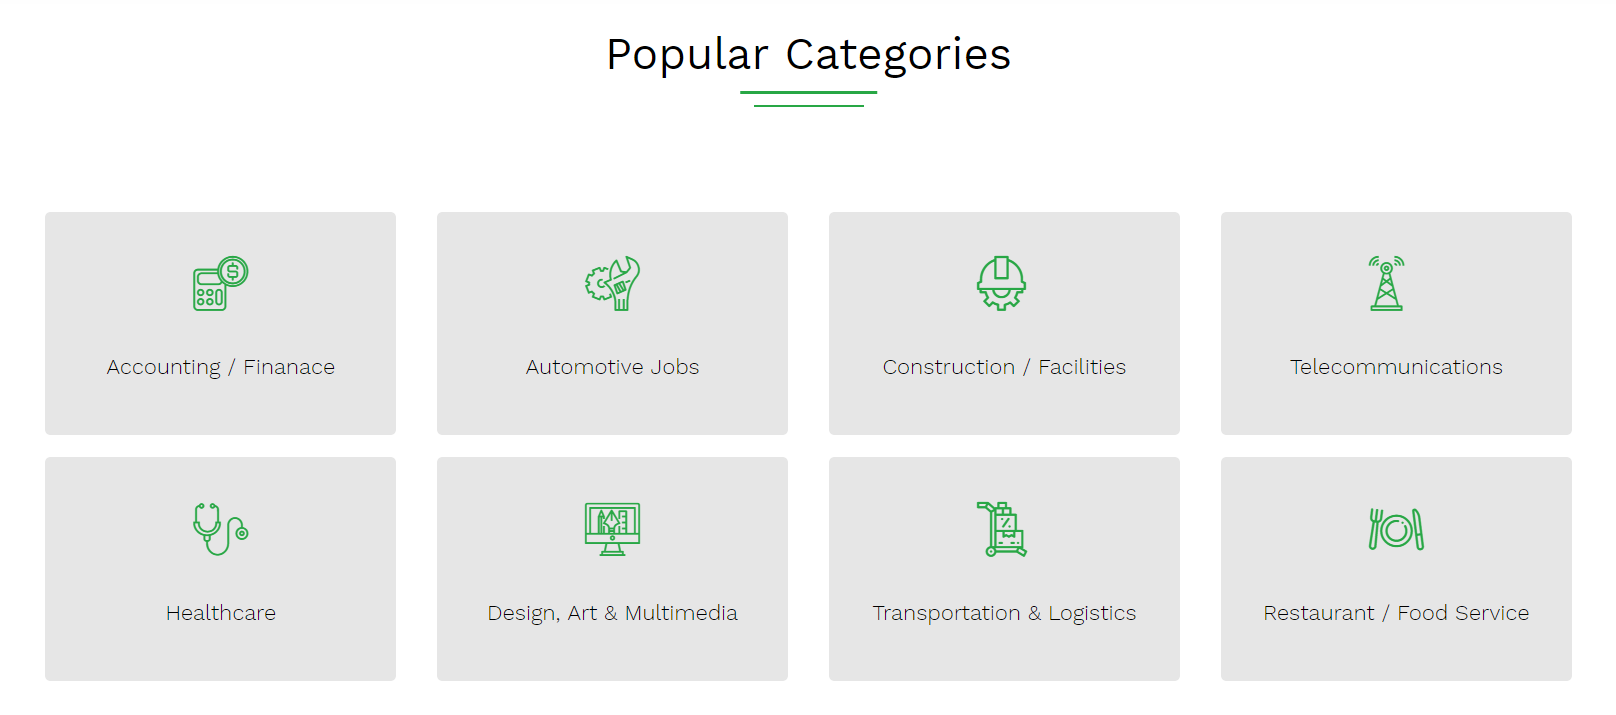 Popular Categories
Accounting / Finanace
Automotive Jobs
Construction / Facilities
Telecommunications
Healthcare
Design, Art & Multimedia
Transportation & Logistics
Restaurant / Food Service